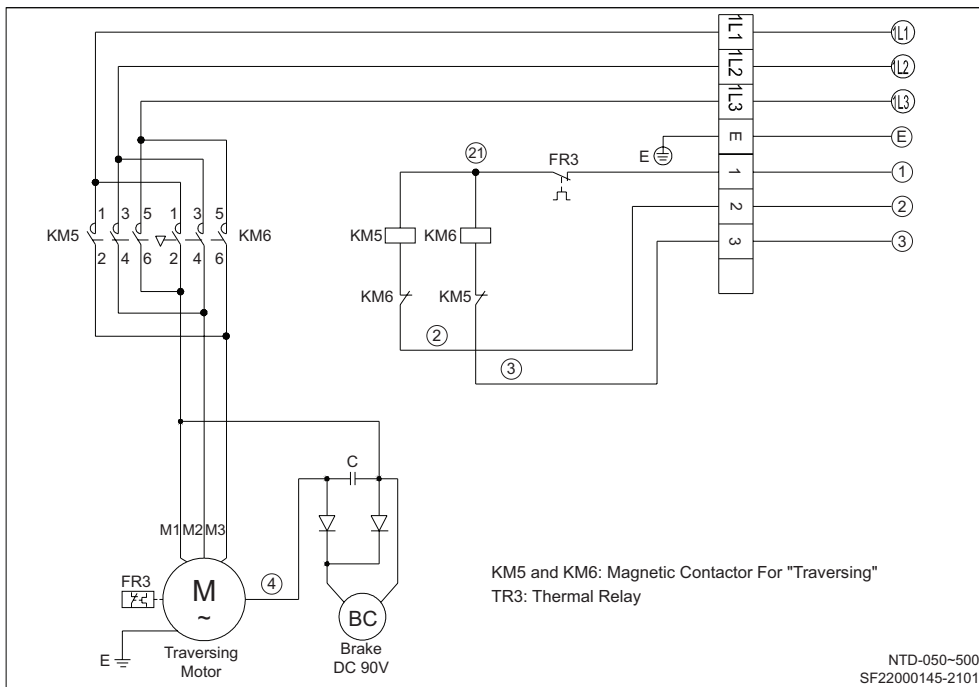 1L1 1L1
1L2 1L2
1L3 1L3
E E E
21 FR3 1 1
2 2
3 3
1 3 5 1 3 5
KM5 KM6
2 4 6 2 4 6
KM5 KM6
KM6 KM5
2
3
C
M1 M2 M3
FR3
M
~
4
BC
E
Traversing
Motor
Brake
DC 90V
KM5 and KM6: Magnetic Contactor For "Traversing"
TR3: Thermal Relay
NTD-050~500
SF22000145-2101